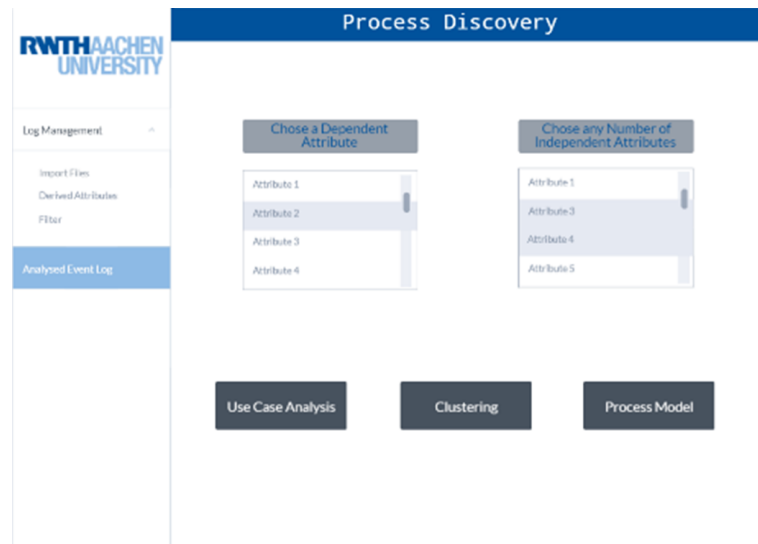 Process Discovery
RWTHAACHEN
UNIVERSITY
Log Management
Import Files
Derived Attributes
Filter
Analysed Event Log
Chose a Dependent
Attribute
Attribute 1
Attribute 2
Attribute 3
Attribute 4
Chose any Number of
Independent Attributes
Attribute 1
Attribute 3
Attribute 4
Attribute 5
Use Case Analysis
Clustering
Process Model